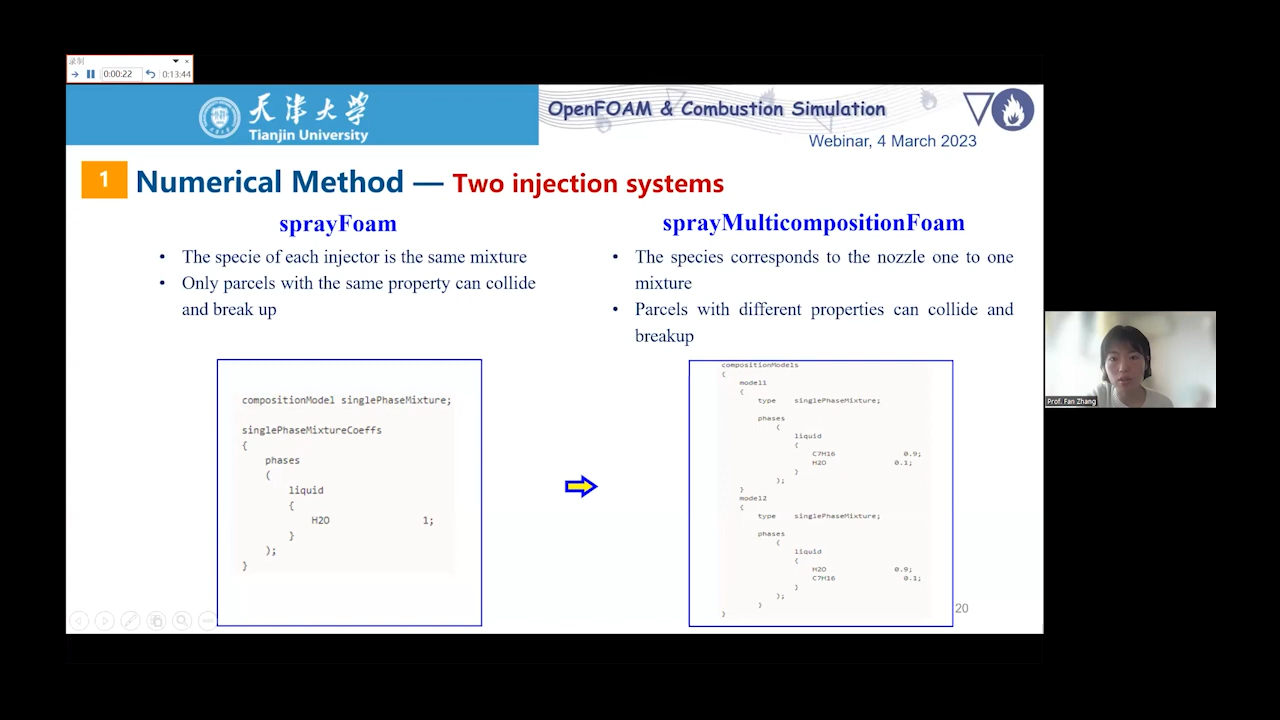 录制
0:00:22
0:13:44
天津大学
Tianjin University
OpenFOAM & Combustion Simulation
Webinar, 4 March 2023
1
Numerical Method — Two injection systems
sprayFoam
• The specie of each injector is the same mixture
• Only parcels with the same property can collide
and break up
compositionModel singlePhaseMixture;
singlePhaseMixtureCoeffs
{
phases
(
liquid
{
H2O 1;
}
);
}
sprayMulticompositionFoam
• The species corresponds to the nozzle one to one
mixture
• Parcels with different properties can collide and
breakup
compositionModels
{
model1
{
type singlePhaseMixture;
phases
(
liquid
{
C7H16 0.9;
H2O 0.1;
}
);
}
model2
{
type singlePhaseMixture;
phases
(
liquid
{
H2O 0.9;
C7H16 0.1;
}
);
}
}
20
Prof. Fan Zhang